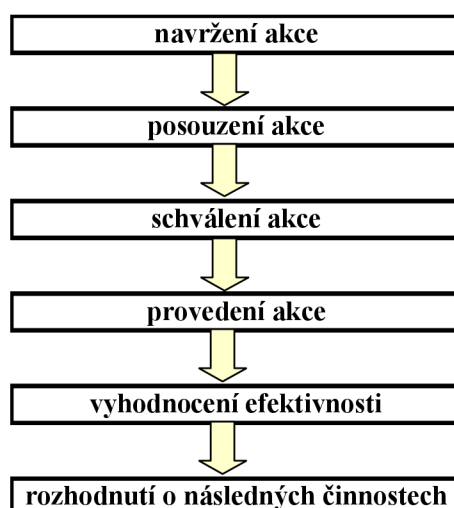 navržení akce
posouzení akce
schválení akce
provedení akce
vyhodnocení efektivnosti
rozhodnutí o následných činnostech